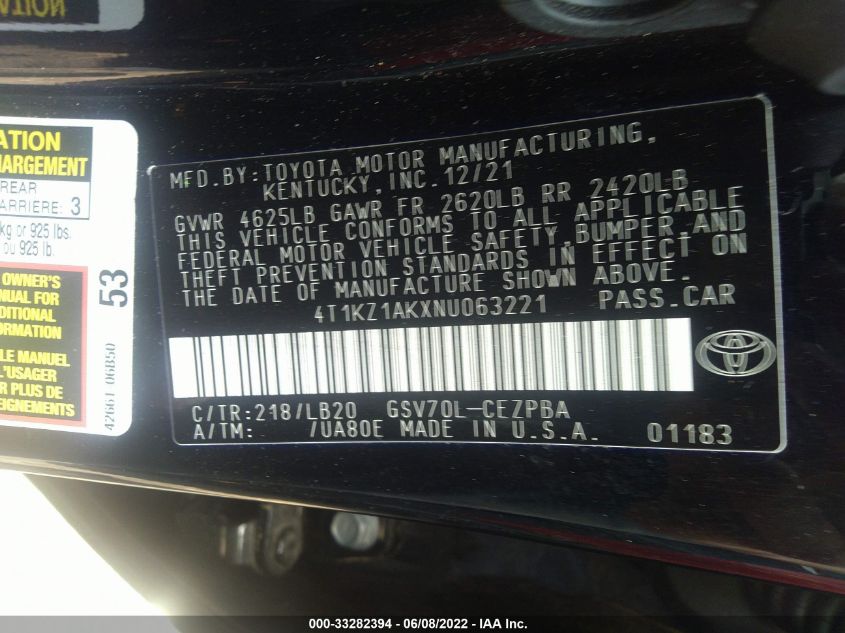 ATION
HARGEMENT
REAR
ARRIÈRE: 3
kg or 925 lbs.
ou 925 lb.
OWNER'S
NUAL FOR
DITIONAL
ORMATION
LE MANUEL
L'USAGER
R PLUS DE
EIGNEMENTS
53
42661 06B50
MFD.BY:TOYOTA MOTOR MANUFACTURING,
KENTUCKY,INC.12/21
GVWR 4625LB GAWR FR 2620LB RR 2420LB
THIS VEHICLE CONFORMS TO ALL APPLICABLE
FEDERAL MOTOR VEHICLE SAFETY,BUMPER,AND
THEFT PREVENTION STANDARDS IN EFFECT ON
THE DATE OF MANUFACTURE SHOWN ABOVE.
4T1KZ1AKXNU063221 PASS.CAR
C/TR:218/LB20 GSV70L-CEZPBA
A/TM: /UA80E MADE IN U.S.A. 01183
000-33282394 - 06/08/2022 - IAA Inc.